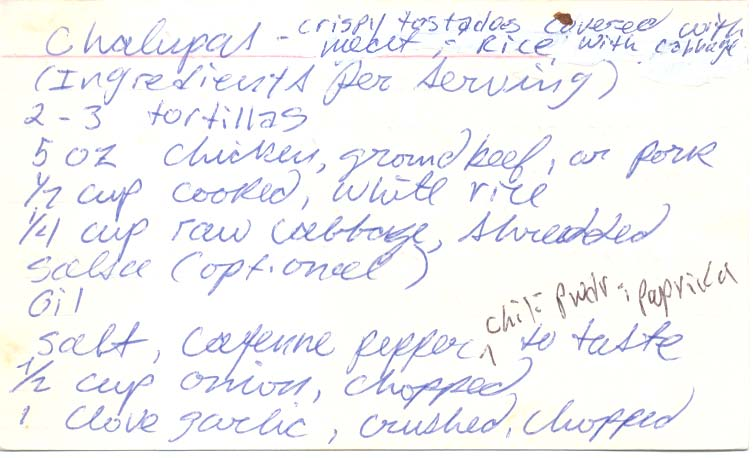 Chalupas - crispy tostadas covered with
meat, & rice, with cabbage
(Ingredients per serving)
2-3 tortillas
5 oz chicken, ground beef, or pork
1/2 cup cooked, white rice
1/4 cup raw cabbage, shredded
salsa (optional)
Oil
chili pwdr & paprika
salt, cayenne pepper, to taste
1/2 cup onion, chopped
1 clove garlic, crushed, chopped